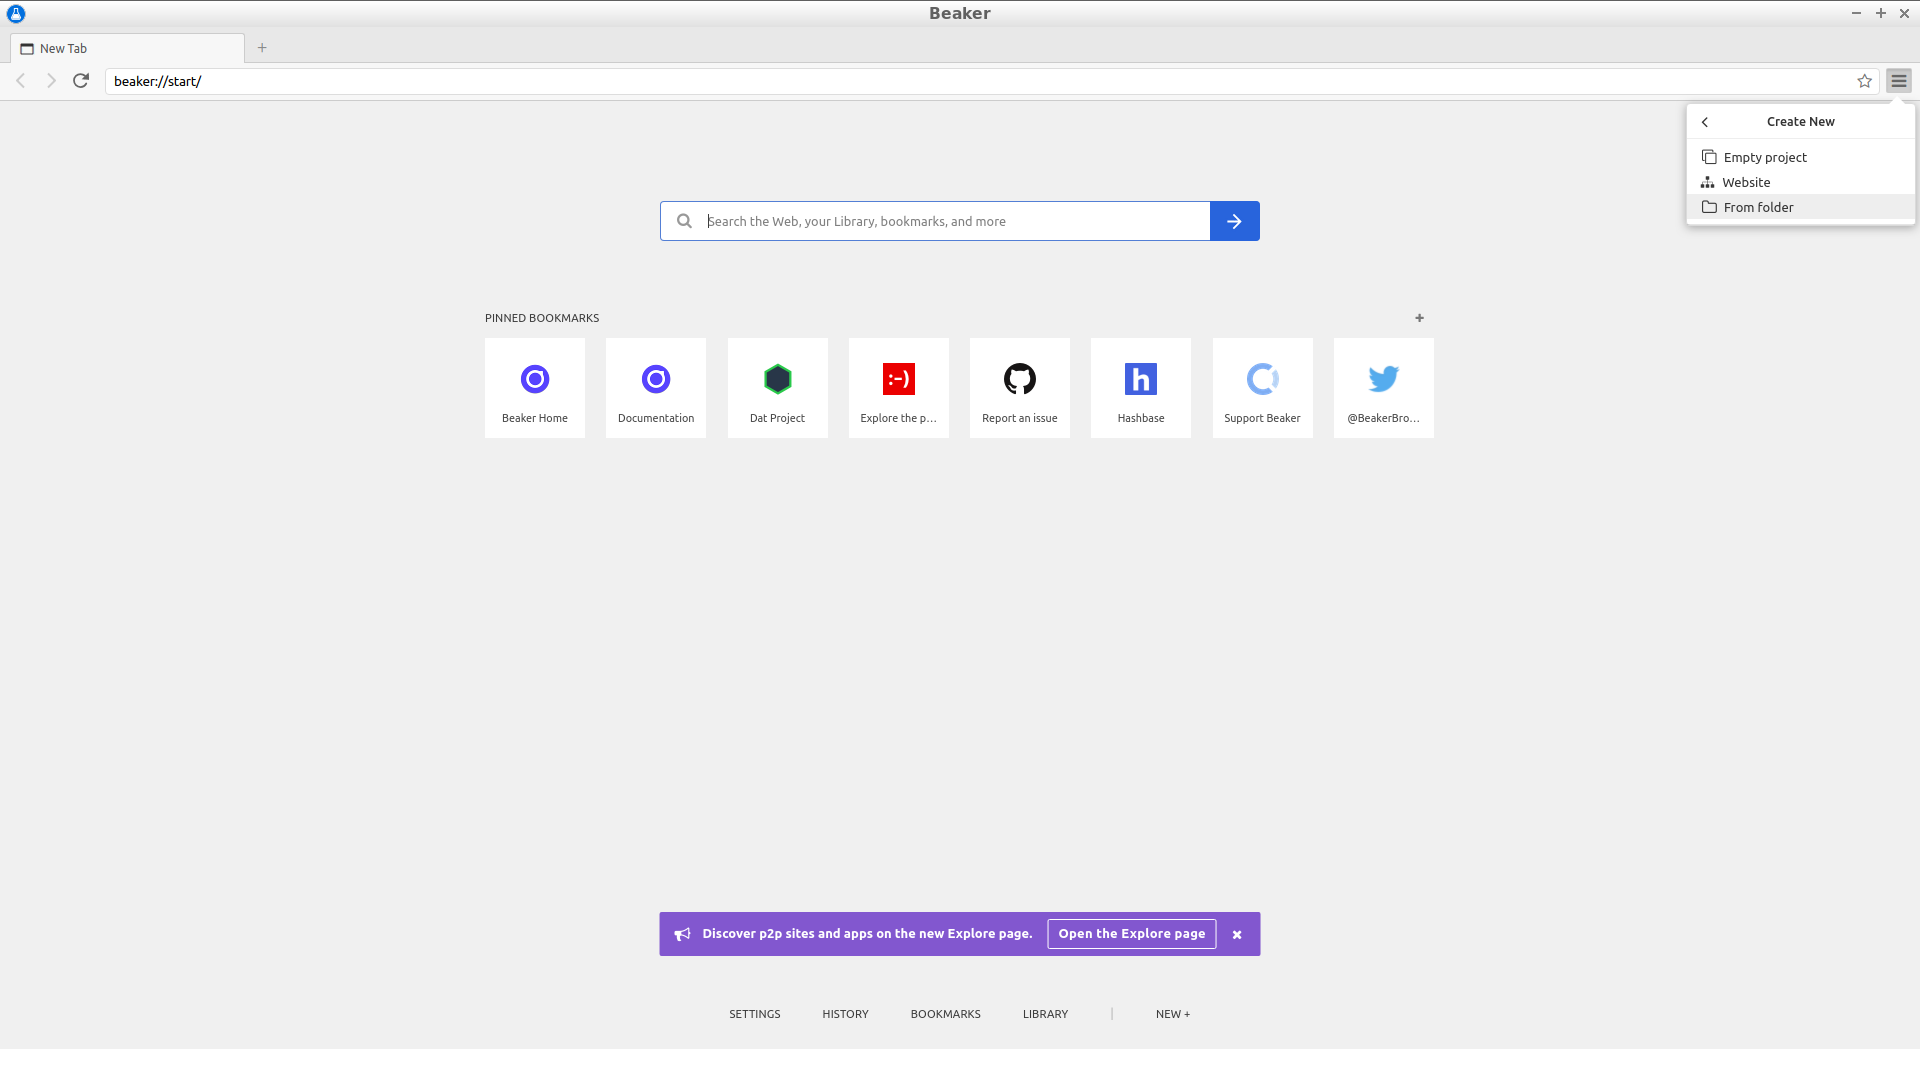 Beaker
New Tab
beaker://start/
Create New
Empty project
Website
From folder
Search the Web, your Library, bookmarks, and more
PINNED BOOKMARKS
Beaker Home
Documentation
Dat Project
:-)
Explore the p...
Report an issue
h
Hashbase
Support Beaker
@BeakerBro...
Discover p2p sites and apps on the new Explore page.
Open the Explore page
SETTINGS HISTORY BOOKMARKS LIBRARY | NEW +